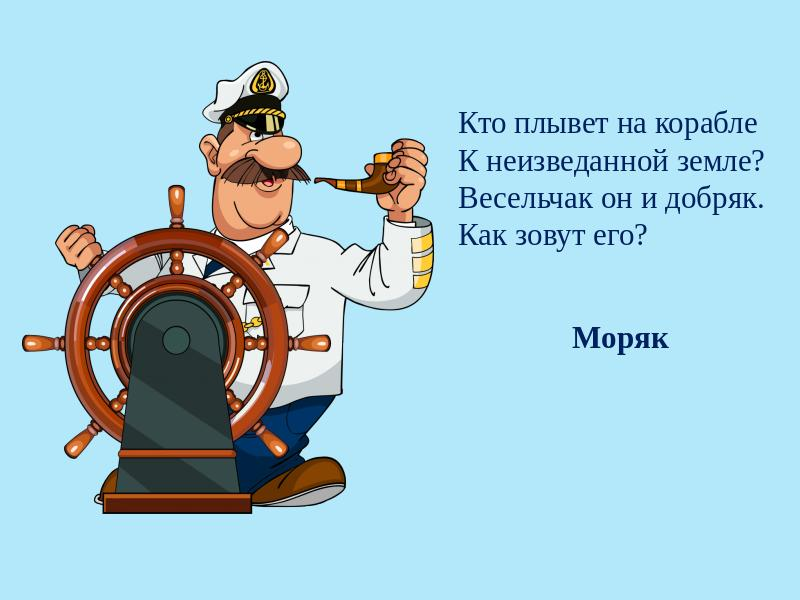 Кто плывет на корабле
К неизведанной земле?
Весельчак он и добряк.
Как зовут его?
Моряк